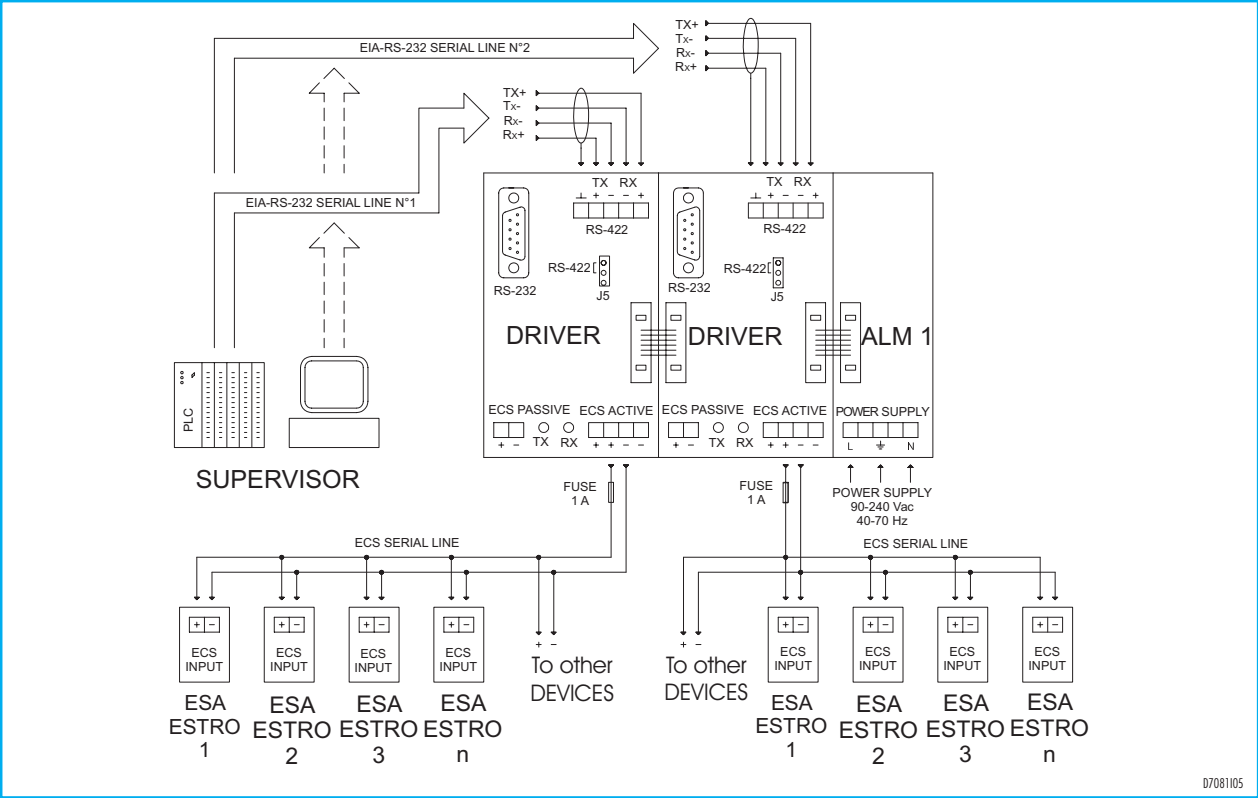 EIA-RS-232 SERIAL LINE N°2
TX+
Tx-
Rx-
Rx+
TX+
Tx-
Rx-
Rx+
EIA-RS-232 SERIAL LINE N°1
TX RX
⊥ + − − +
RS-422
RS-232
RS-422[
J5
DRIVER
TX RX
⊥ + − − +
RS-422
RS-232
RS-422[
J5
DRIVER
ALM 1
PLC
SUPERVISOR
ECS PASSIVE
ECS ACTIVE
+ −
TX RX
+ + − −
ECS PASSIVE
ECS ACTIVE
+ −
TX RX
+ + − −
POWER SUPPLY
L ⏚ N
FUSE
1 A
FUSE
1 A
POWER SUPPLY
90-240 Vac
40-70 Hz
ECS SERIAL LINE
ECS SERIAL LINE
+ −
ECS
INPUT
ESA
ESTRO
1
+ −
ECS
INPUT
ESA
ESTRO
2
+ −
ECS
INPUT
ESA
ESTRO
3
+ −
ECS
INPUT
ESA
ESTRO
n
+ −
To other
DEVICES
+ −
To other
DEVICES
+ −
ECS
INPUT
ESA
ESTRO
1
+ −
ECS
INPUT
ESA
ESTRO
2
+ −
ECS
INPUT
ESA
ESTRO
3
+ −
ECS
INPUT
ESA
ESTRO
n
D7081I05